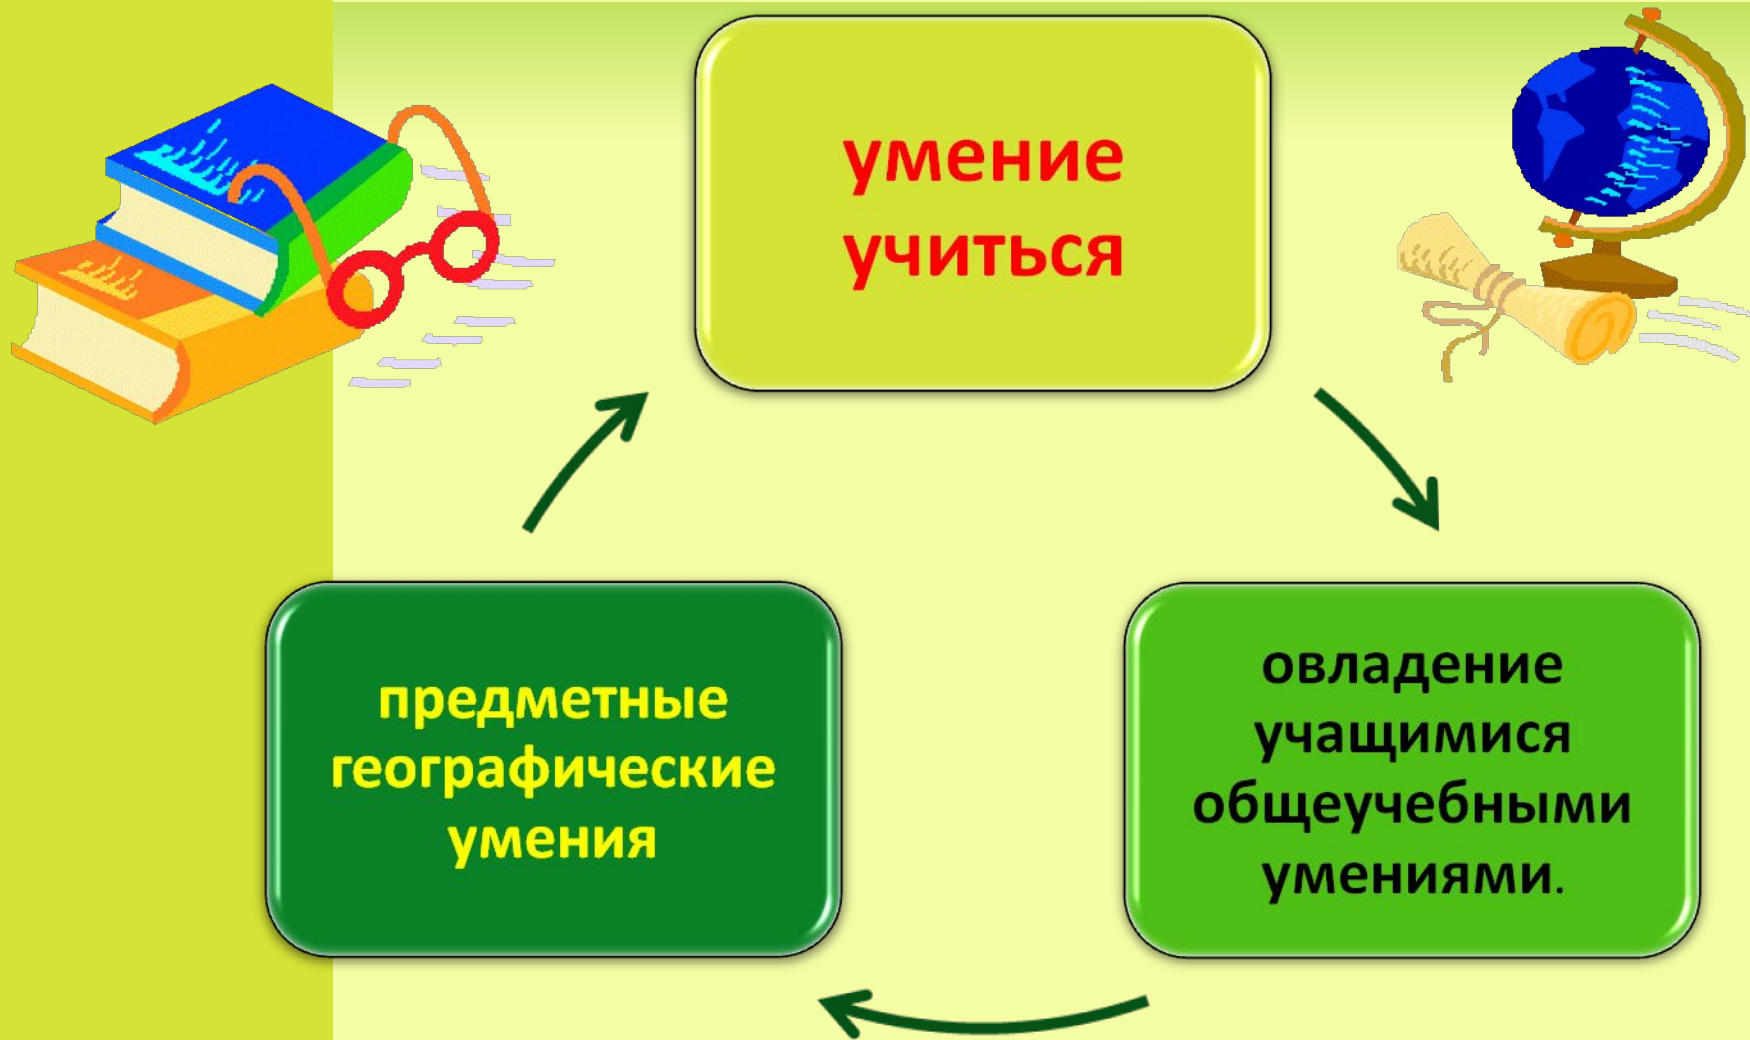 умение
учиться
предметные
географические
умения
овладение
учащимися
общеучебными
умениями.